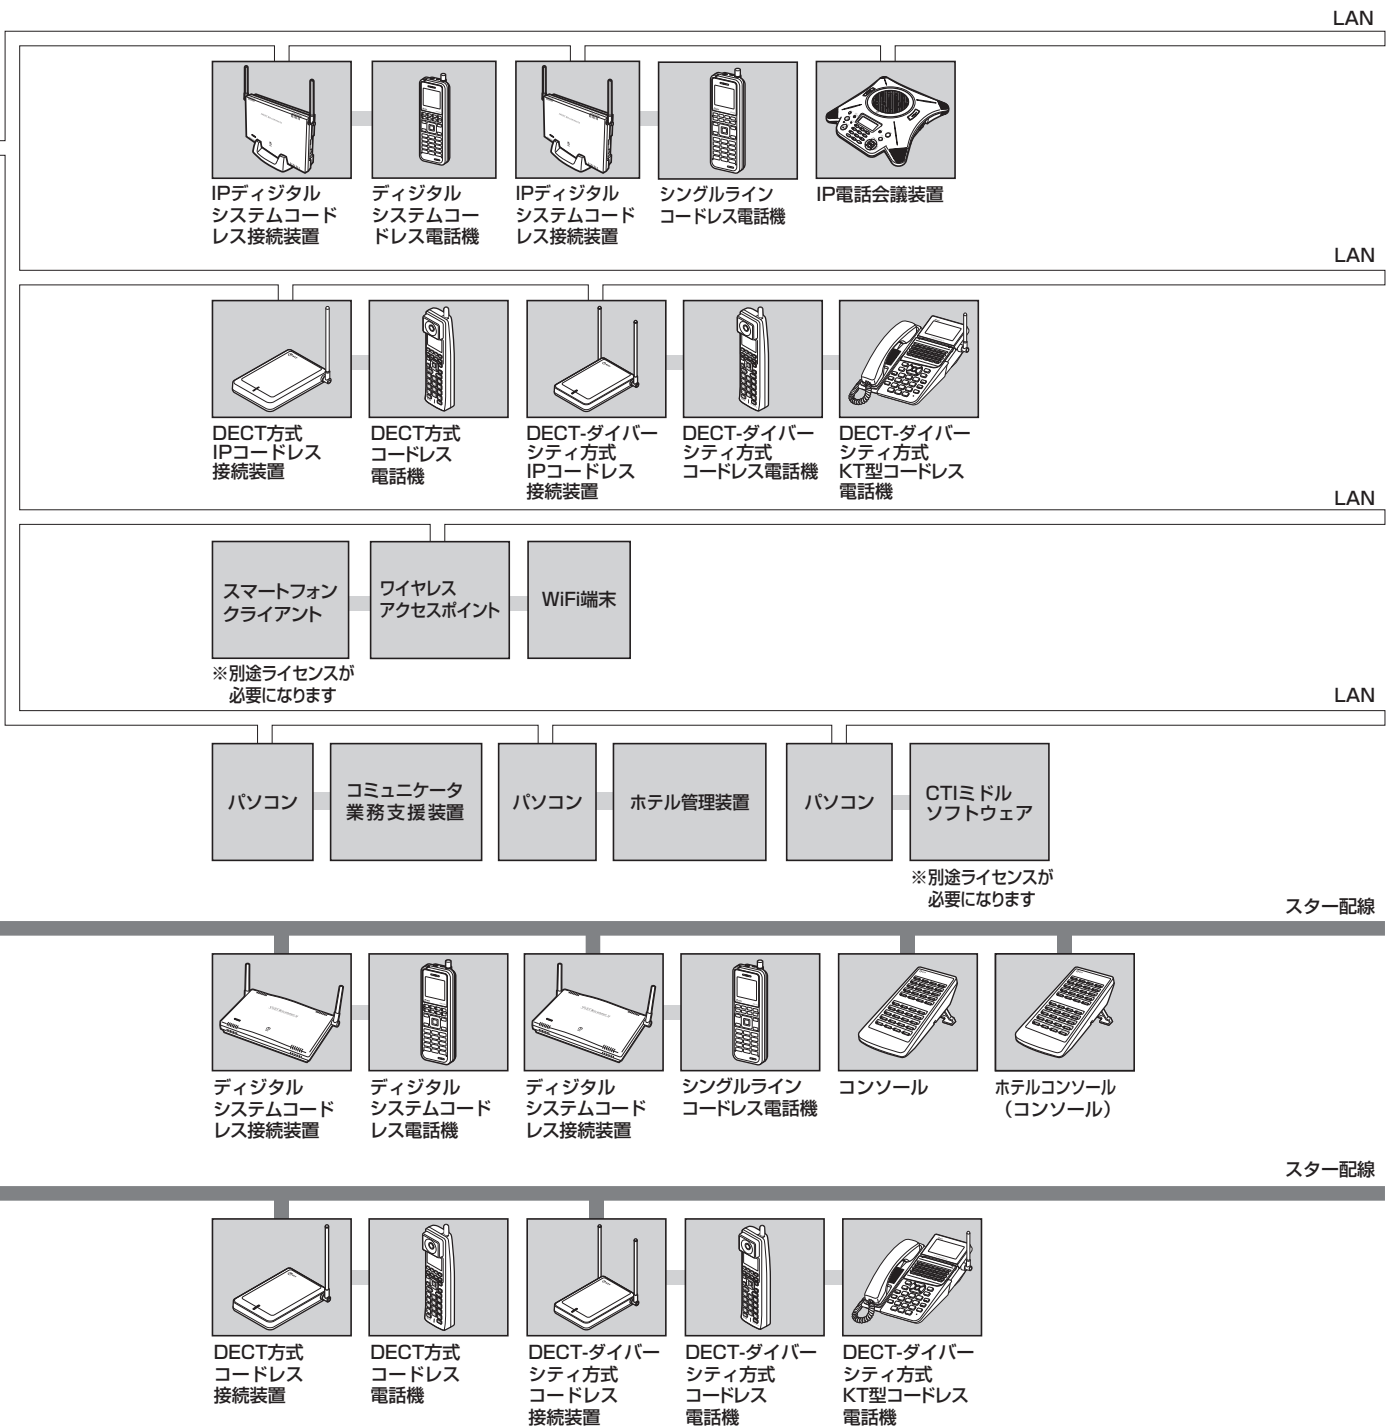 LAN
IPディジタル
システムコード
レス接続装置
ディジタル
システムコー
ドレス電話機
IPディジタル
システムコード
レス接続装置
シングルライン
コードレス電話機
IP電話会議装置
LAN
DECT方式
IPコードレス
接続装置
DECT方式
コードレス
電話機
DECT-ダイバー
シティ方式
IPコードレス
接続装置
DECT-ダイバー
シティ方式
コードレス電話機
DECT-ダイバー
シティ方式
KT型コードレス
電話機
LAN
スマートフォン
クライアント
※別途ライセンスが
必要になります
ワイヤレス
アクセスポイント
WiFi端末
LAN
パソコン
コミュニケータ
業務支援装置
パソコン
ホテル管理装置
パソコン
CTIミドル
ソフトウェア
※別途ライセンスが
必要になります
スター配線
ディジタル
システムコード
レス接続装置
ディジタル
システムコード
レス電話機
ディジタル
システムコード
レス接続装置
シングルライン
コードレス電話機
コンソール
ホテルコンソール
(コンソール)
スター配線
DECT方式
コードレス
接続装置
DECT方式
コードレス
電話機
DECT-ダイバー
シティ方式
コードレス
接続装置
DECT-ダイバー
シティ方式
コードレス
電話機
DECT-ダイバー
シティ方式
KT型コードレス
電話機